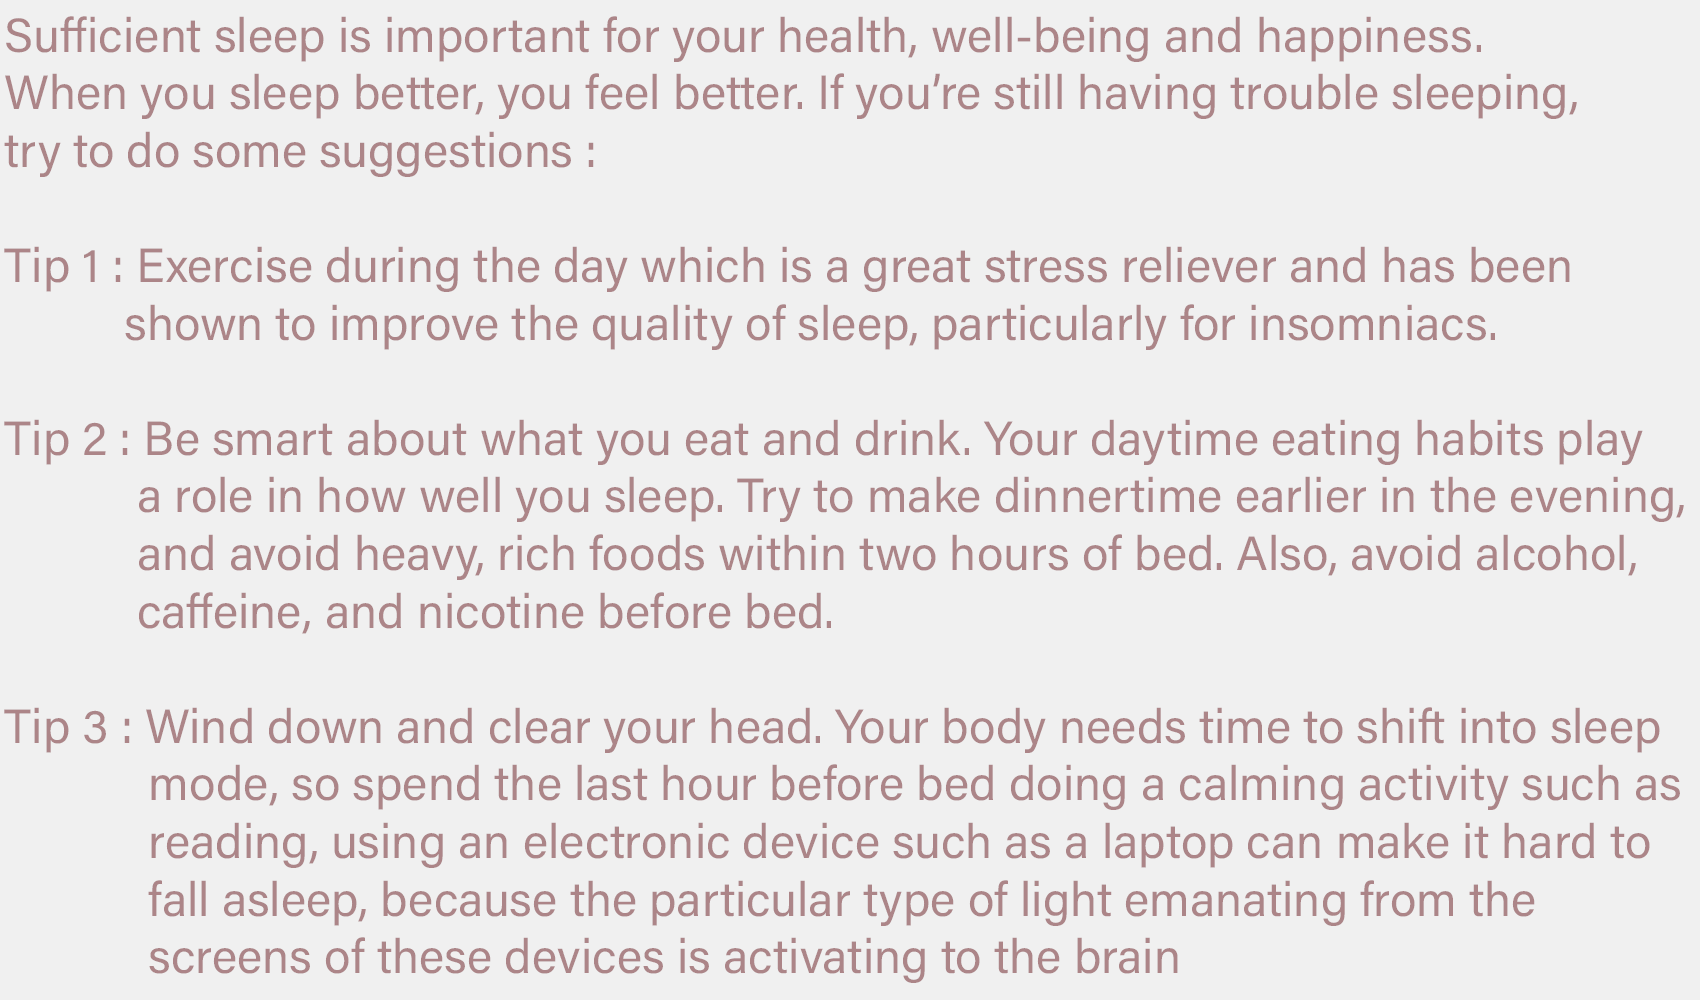 Sufficient sleep is important for your health, well-being and happiness.
When you sleep better, you feel better. If you’re still having trouble sleeping,
try to do some suggestions :
Tip 1 : Exercise during the day which is a great stress reliever and has been
shown to improve the quality of sleep, particularly for insomniacs.
Tip 2 : Be smart about what you eat and drink. Your daytime eating habits play
a role in how well you sleep. Try to make dinnertime earlier in the evening,
and avoid heavy, rich foods within two hours of bed. Also, avoid alcohol,
caffeine, and nicotine before bed.
Tip 3 : Wind down and clear your head. Your body needs time to shift into sleep
mode, so spend the last hour before bed doing a calming activity such as
reading, using an electronic device such as a laptop can make it hard to
fall asleep, because the particular type of light emanating from the
screens of these devices is activating to the brain